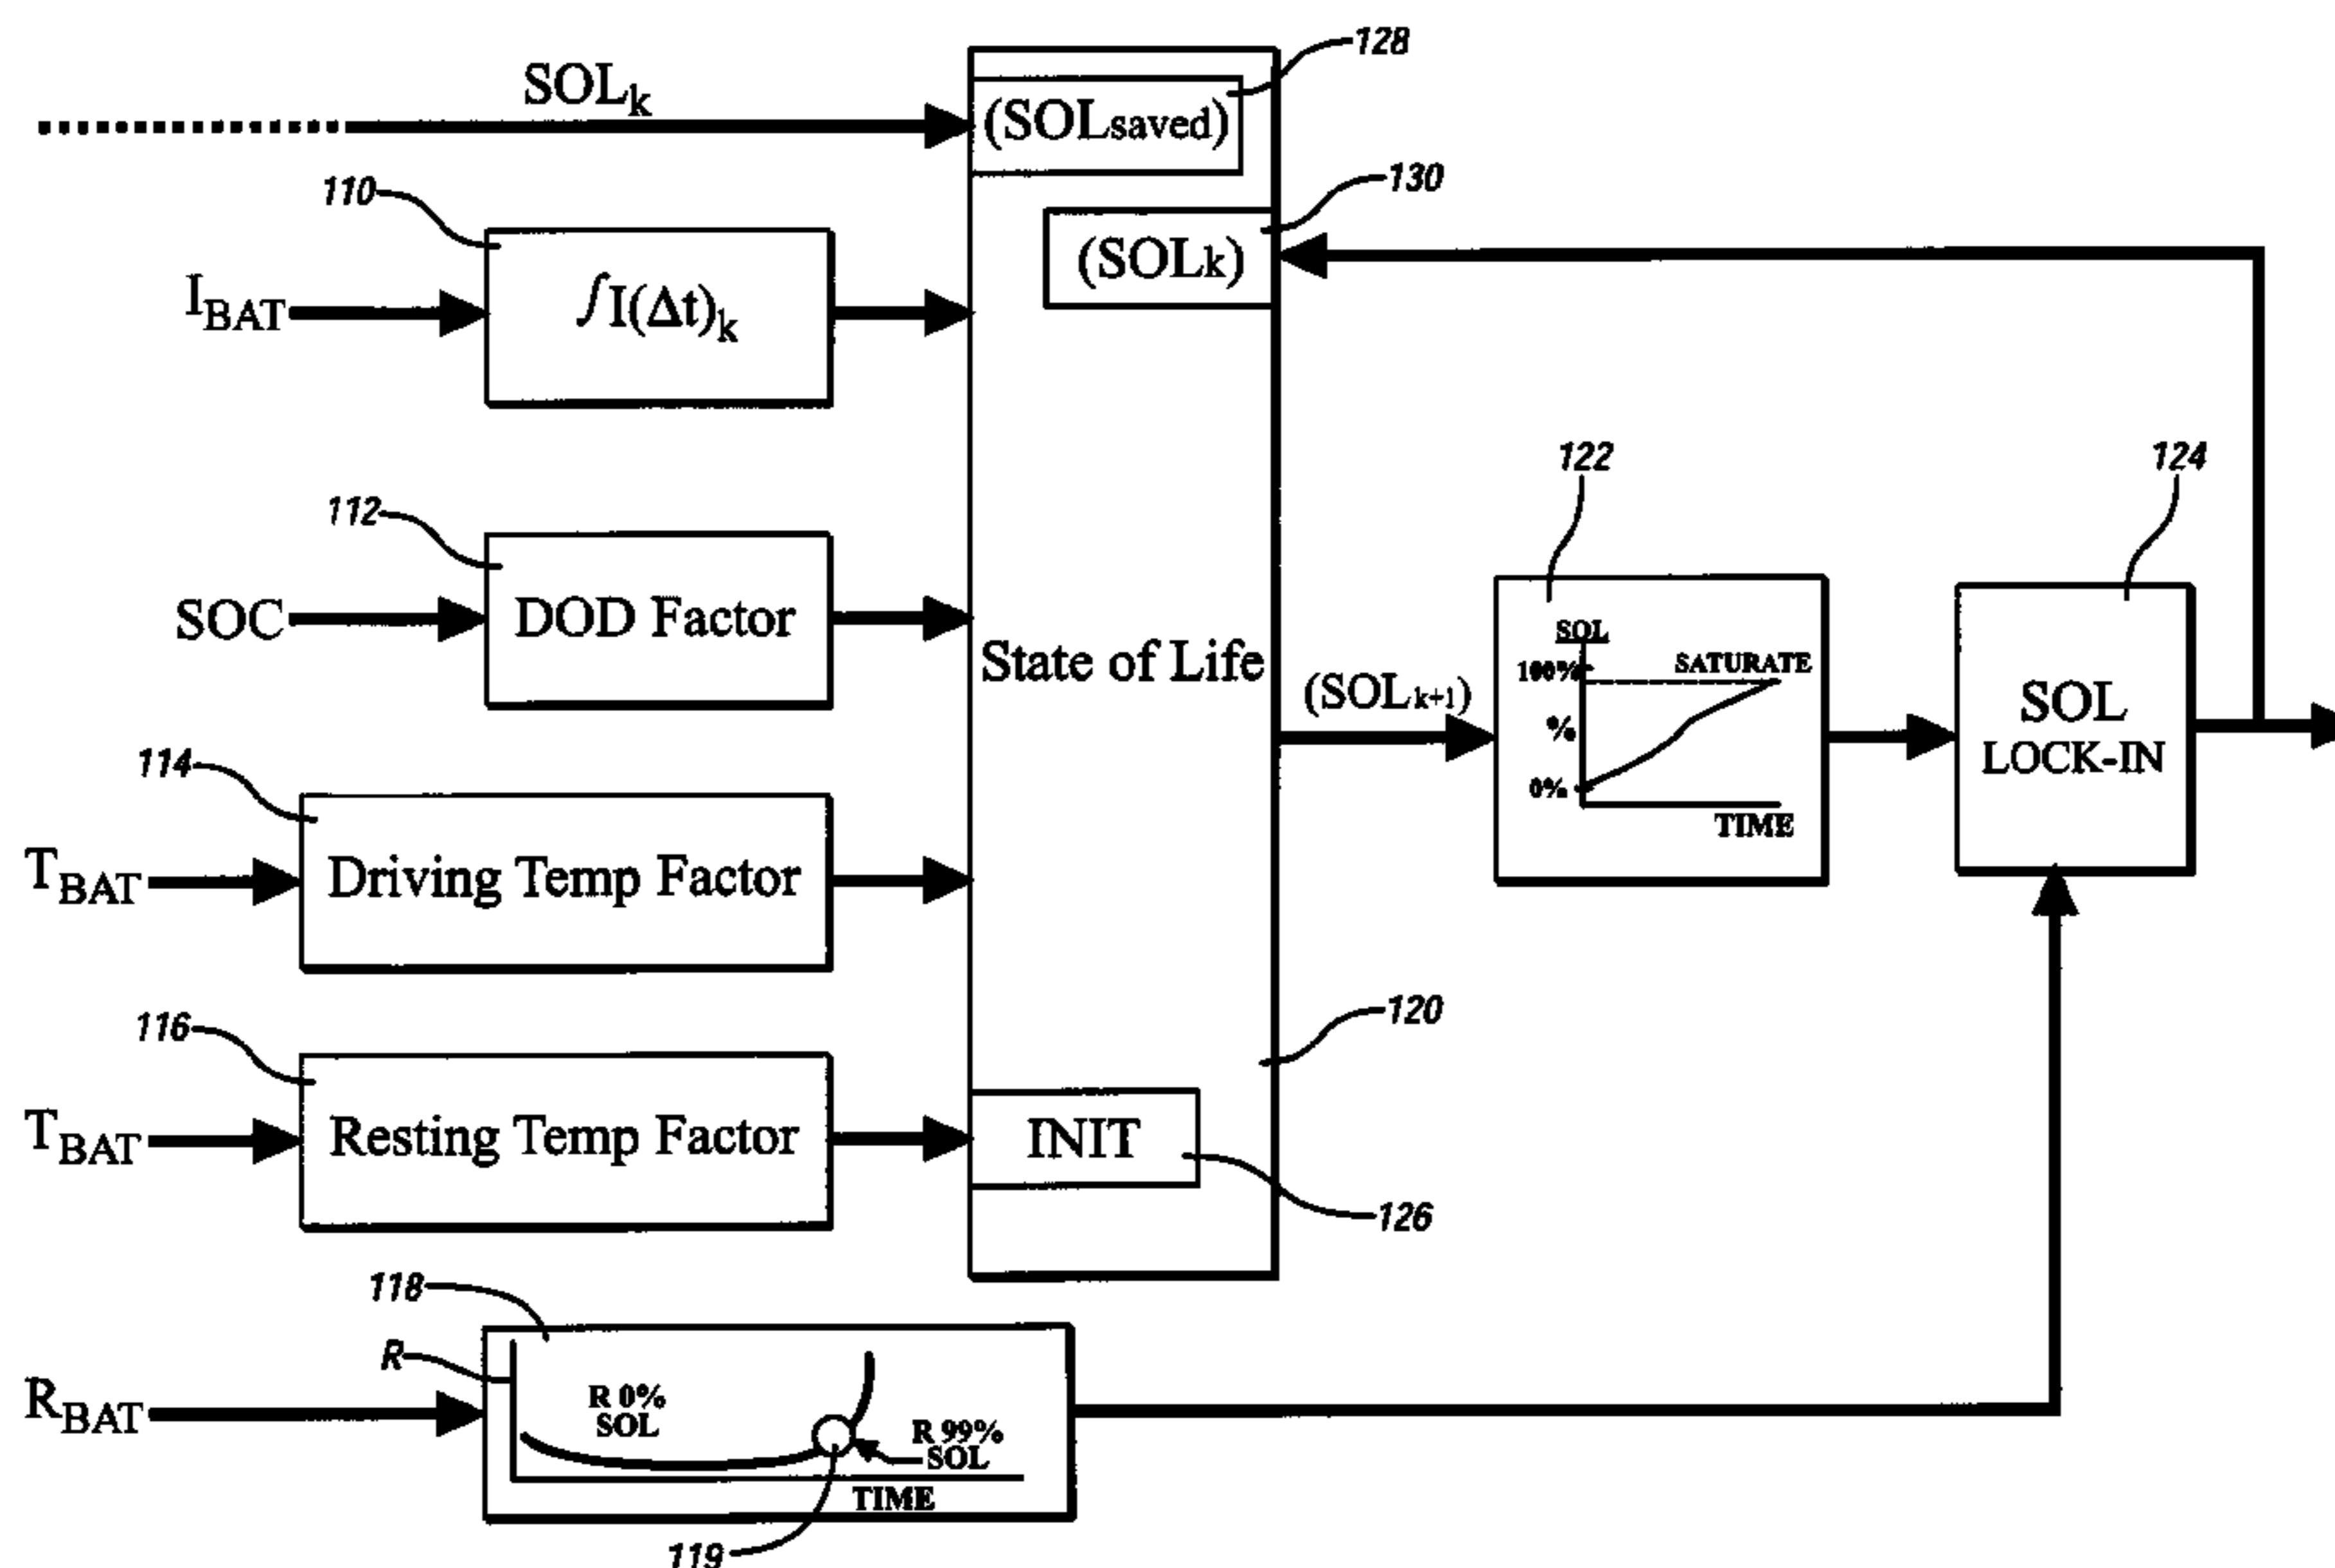 128
SOLk
(SOLsaved)
110
130
(SOLk)
IBAT
∫I(Δt)k
122
124
112
SOC
DOD Factor
State of Life
(SOLk+1)
SOL
100%
SATURATE
%
0%
TIME
SOL
LOCK-IN
114
TBAT
Driving Temp Factor
120
116
TBAT
Resting Temp Factor
INIT
126
118
R
RBAT
R 0%
SOL
R 99%
SOL
TIME
119